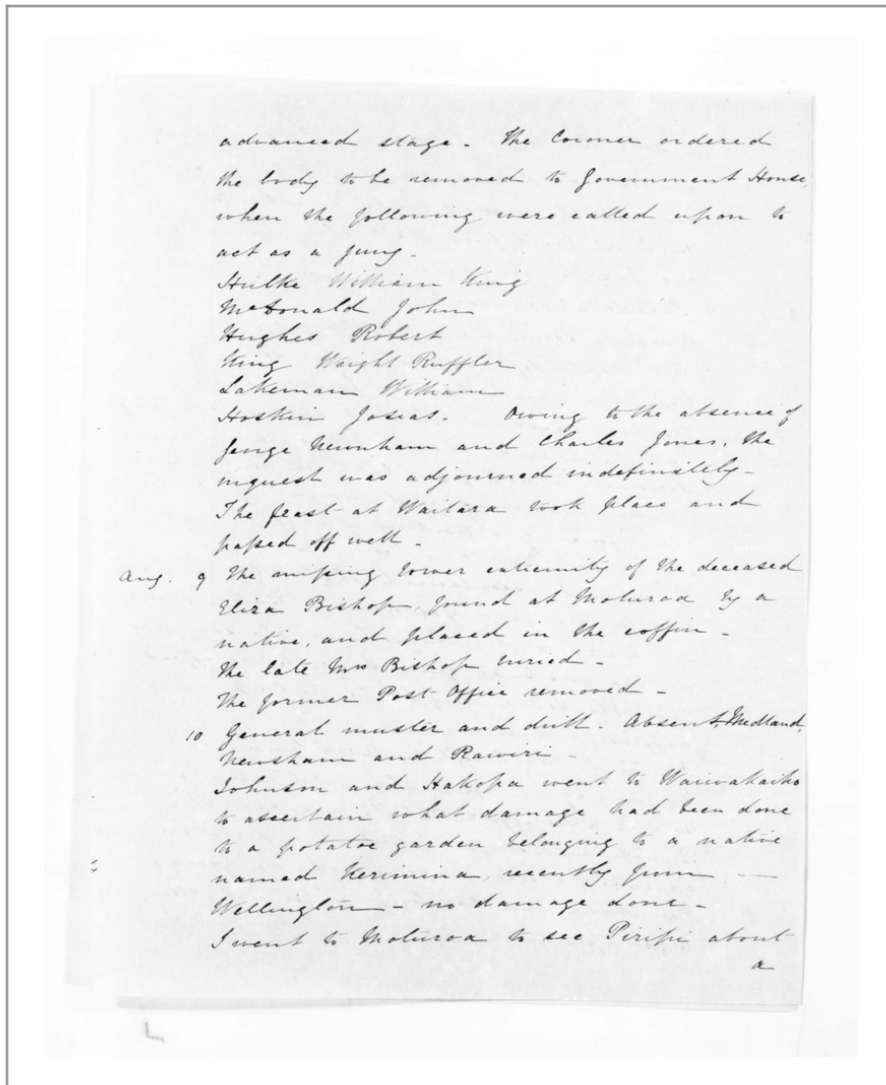 advanced stage. The Coroner ordered
the body to be removed to Government House,
when the following were called upon to
act as a jury.
Hulke William King
McDonald John
Hughes Robert
King Weight Ruffler
Lakeman William
Hoskin Josias. Owing to the absence of
George Newsham and Charles Jones, the
inquest was adjourned indefinitely.
The feast at Waitara took place and
passed off well.
Aug. 9 The missing lower extremity of the deceased
Eliza Bishop, found at Moturoa by a
native, and placed in the coffin.
The late Mrs Bishop buried.
The former Post Office removed.
10 General muster and drill. Absent, Medland,
Newsham and Rawiri.
Johnson and Hakopa went to Waiwakaiho
to ascertain what damage had been done
to a potatoe garden belonging to a native
named Kerimina, recently from
Wellington - no damage done.
I went to Moturoa to see Piripi about
a